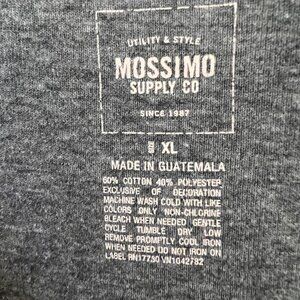 UTILITY & STYLE
MOSSIMO
SUPPLY CO
SINCE 1987
SIZE XL
MADE IN GUATEMALA
60% COTTON 40% POLYESTER
EXCLUSIVE OF DECORATION
MACHINE WASH COLD WITH LIKE
COLORS ONLY NON-CHLORINE
BLEACH WHEN NEEDED GENTLE
CYCLE TUMBLE DRY LOW
REMOVE PROMPTLY COOL IRON
WHEN NEEDED DO NOT IRON ON
LABEL RN17730 VN1042782